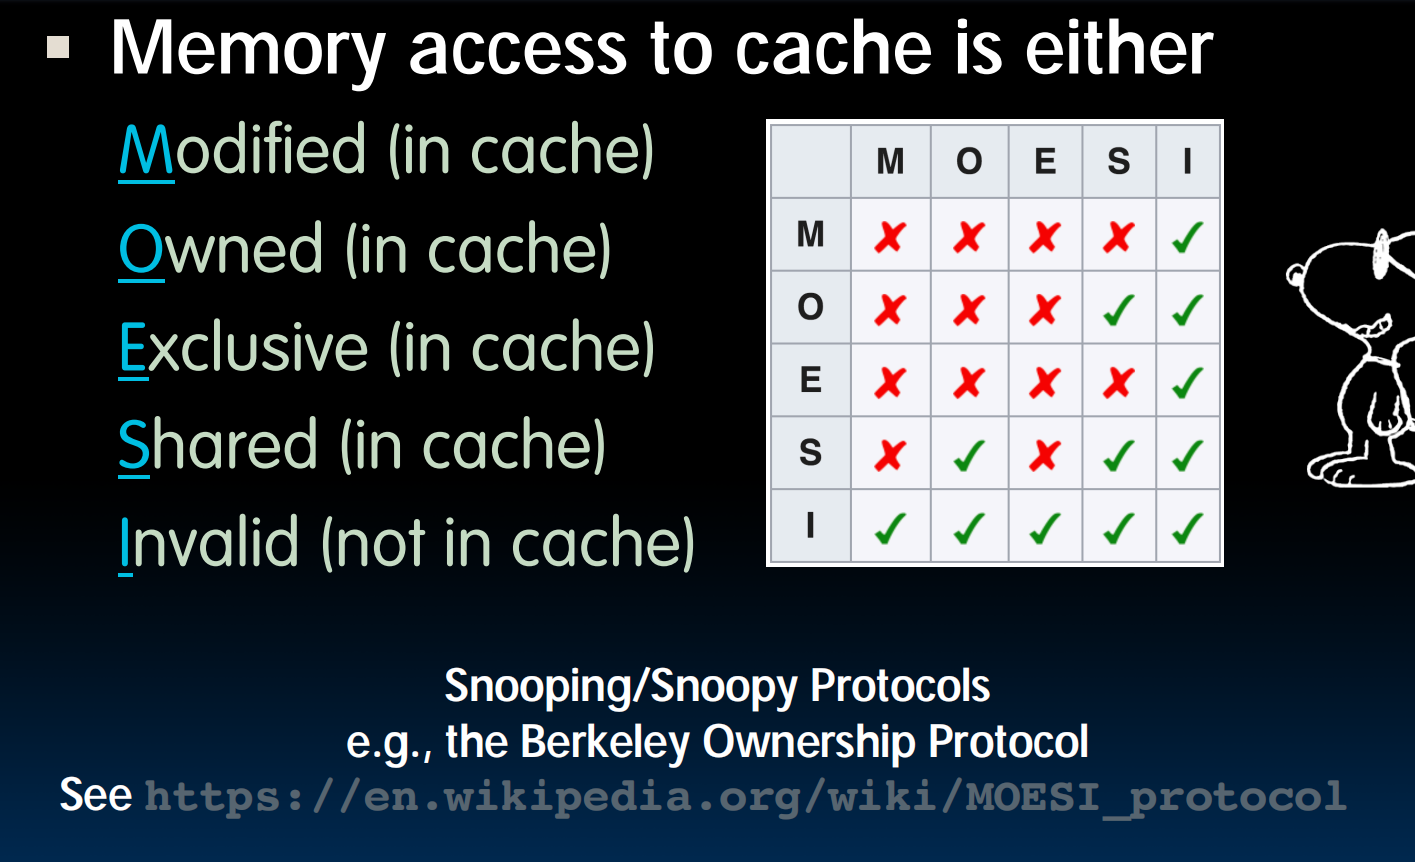 Memory access to cache is either
Modified (in cache)
Owned (in cache)
Exclusive (in cache)
Shared (in cache)
Invalid (not in cache)
M O E S I
M ✘ ✘ ✘ ✘ ✓
O ✘ ✘ ✘ ✓ ✓
E ✘ ✘ ✘ ✘ ✓
S ✘ ✓ ✘ ✓ ✓
I ✓ ✓ ✓ ✓ ✓
Snooping/Snoopy Protocols
e.g., the Berkeley Ownership Protocol
See https://en.wikipedia.org/wiki/MOESI_protocol